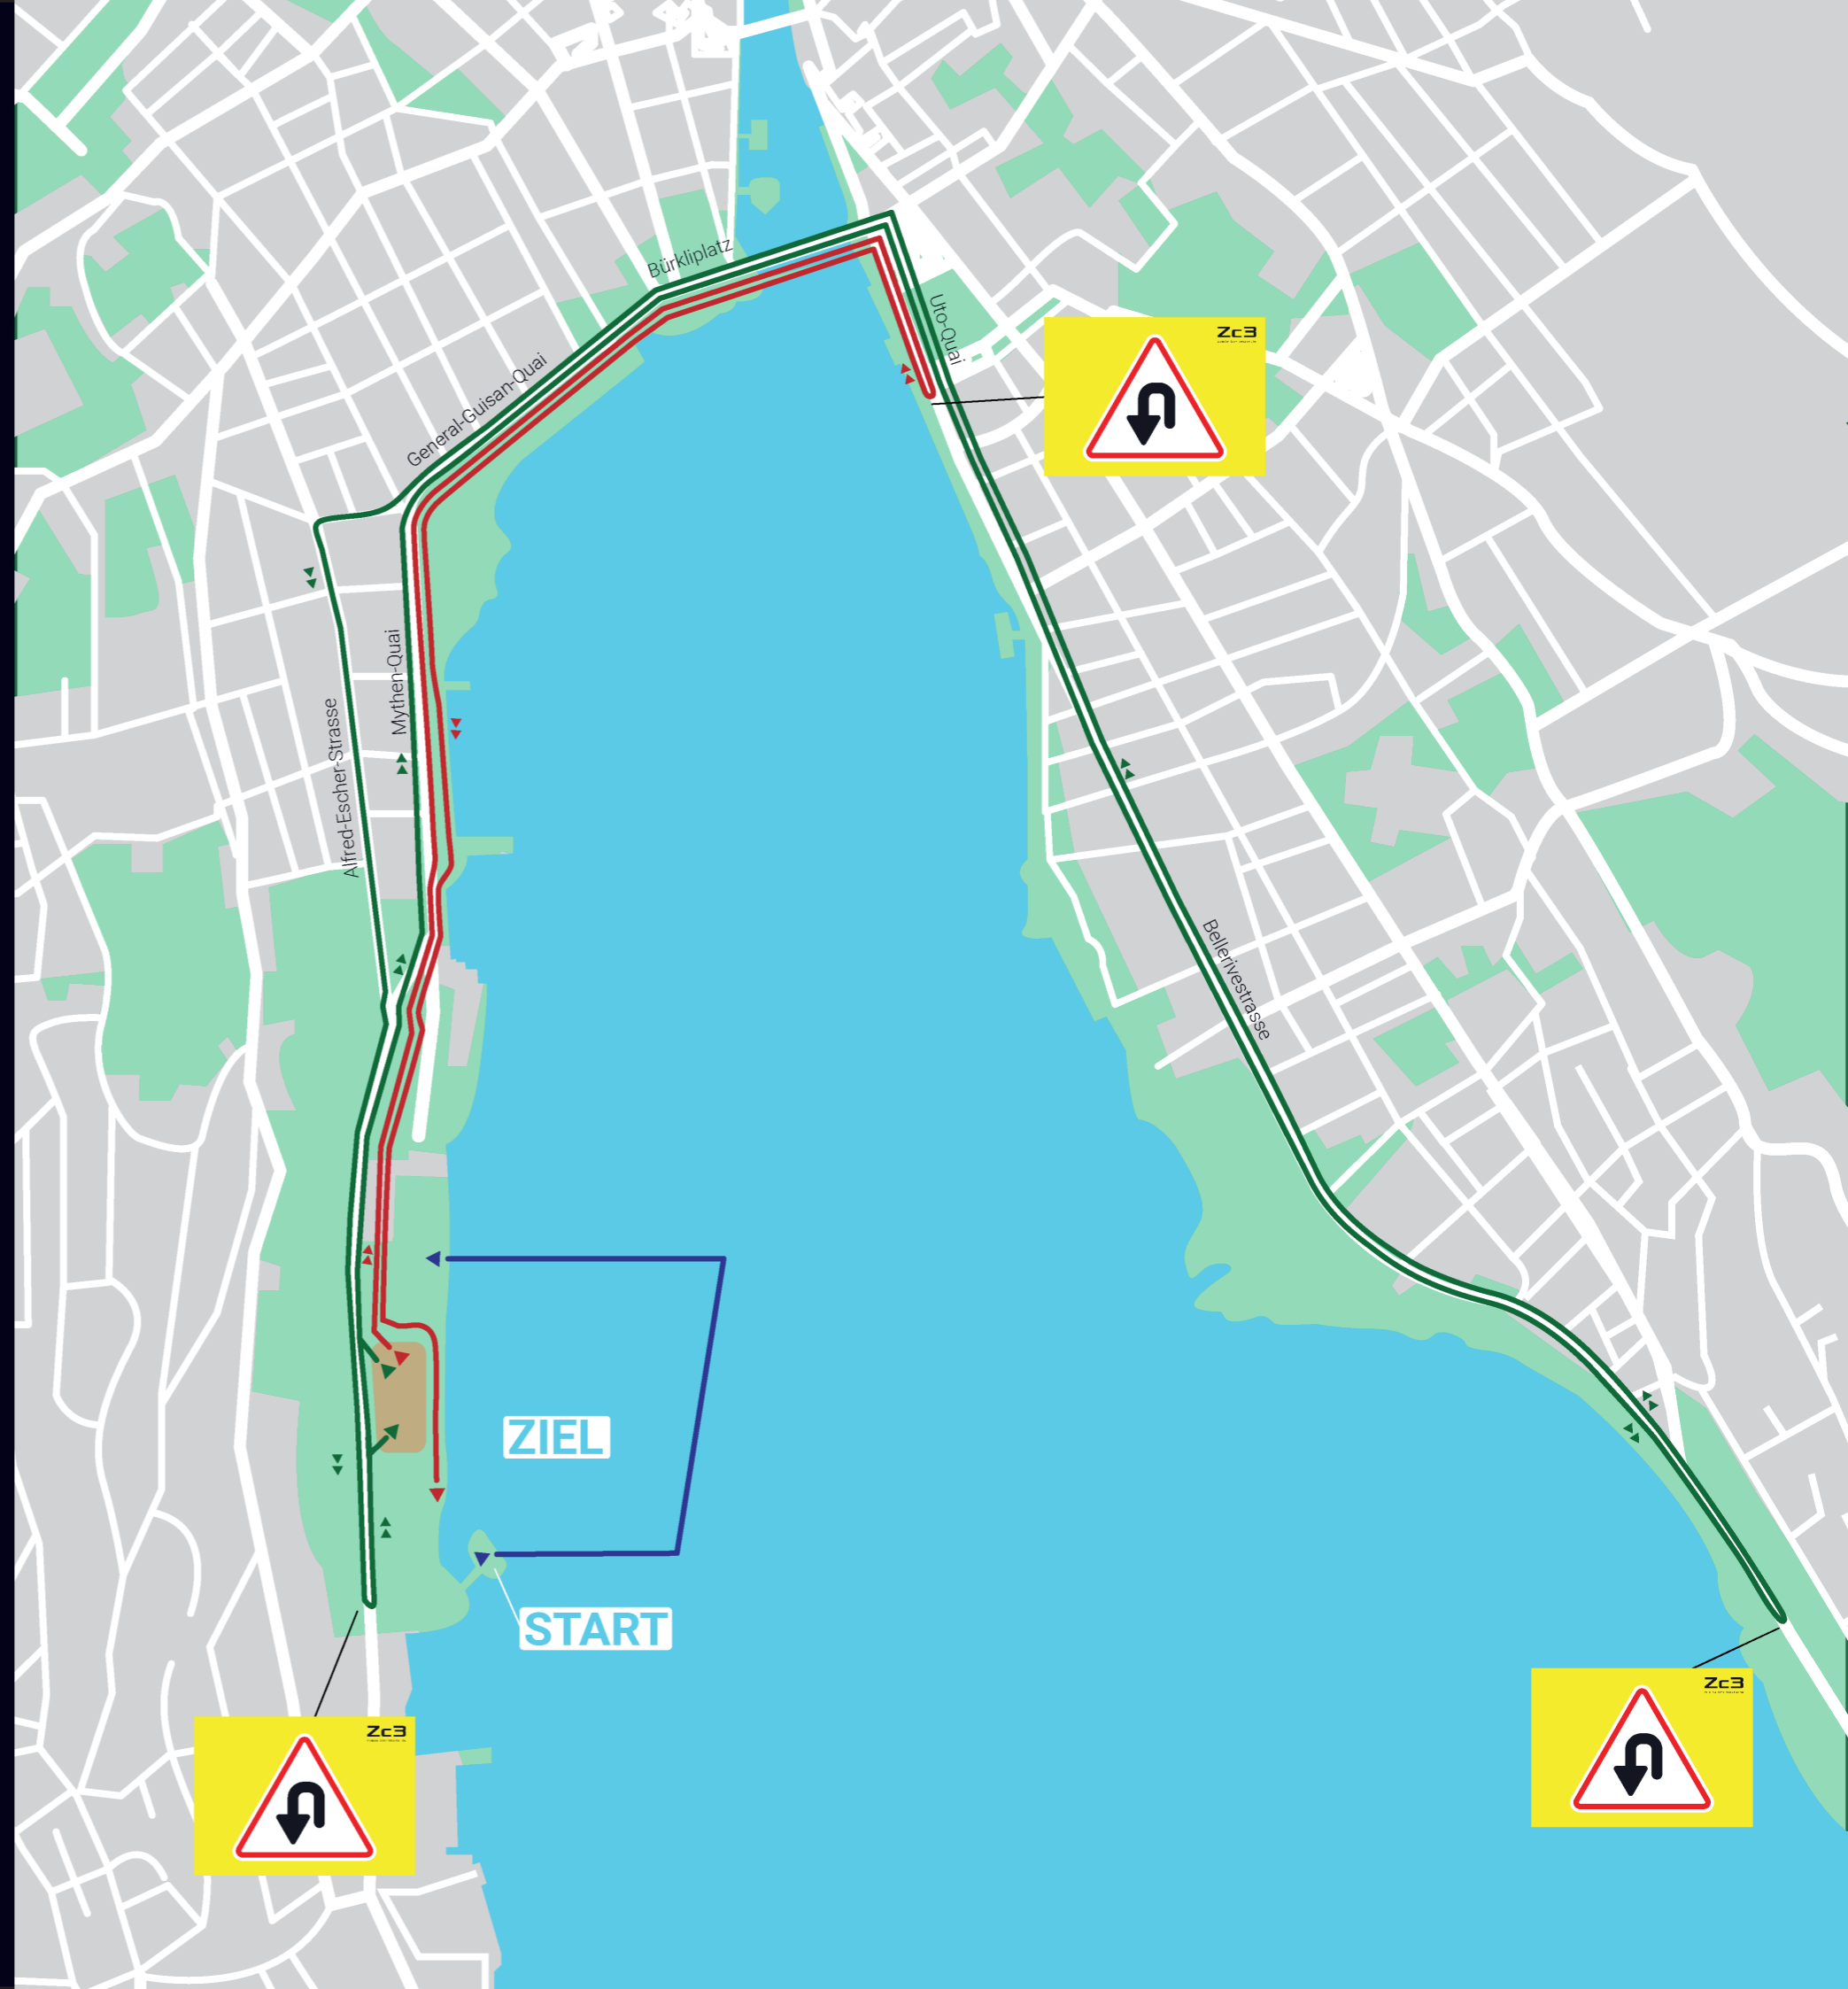 Bürkliplatz
Uto-Quai
Zc3
General-Guisan-Quai
Mythen-Quai
Alfred-Escher-Strasse
Bellerivestrasse
ZIEL
START
Zc3
Zc3